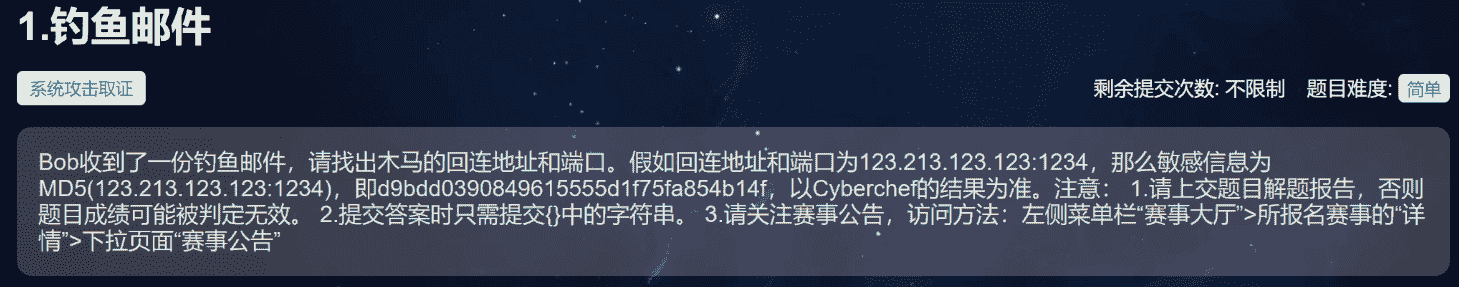 1.钓鱼邮件
系统攻击取证
剩余提交次数: 不限制 题目难度: 简单
Bob收到了一份钓鱼邮件，请找出木马的回连地址和端口。假如回连地址和端口为123.213.123.123:1234，那么敏感信息为
MD5(123.213.123.123:1234)，即d9bdd0390849615555d1f75fa854b14f，以Cyberchef的结果为准。注意： 1.请上交题目解题报告，否则
题目成绩可能被判定无效。 2.提交答案时只需提交{}中的字符串。 3.请关注赛事公告，访问方法：左侧菜单栏“赛事大厅”>所报名赛事的“详
情”>下拉页面“赛事公告”